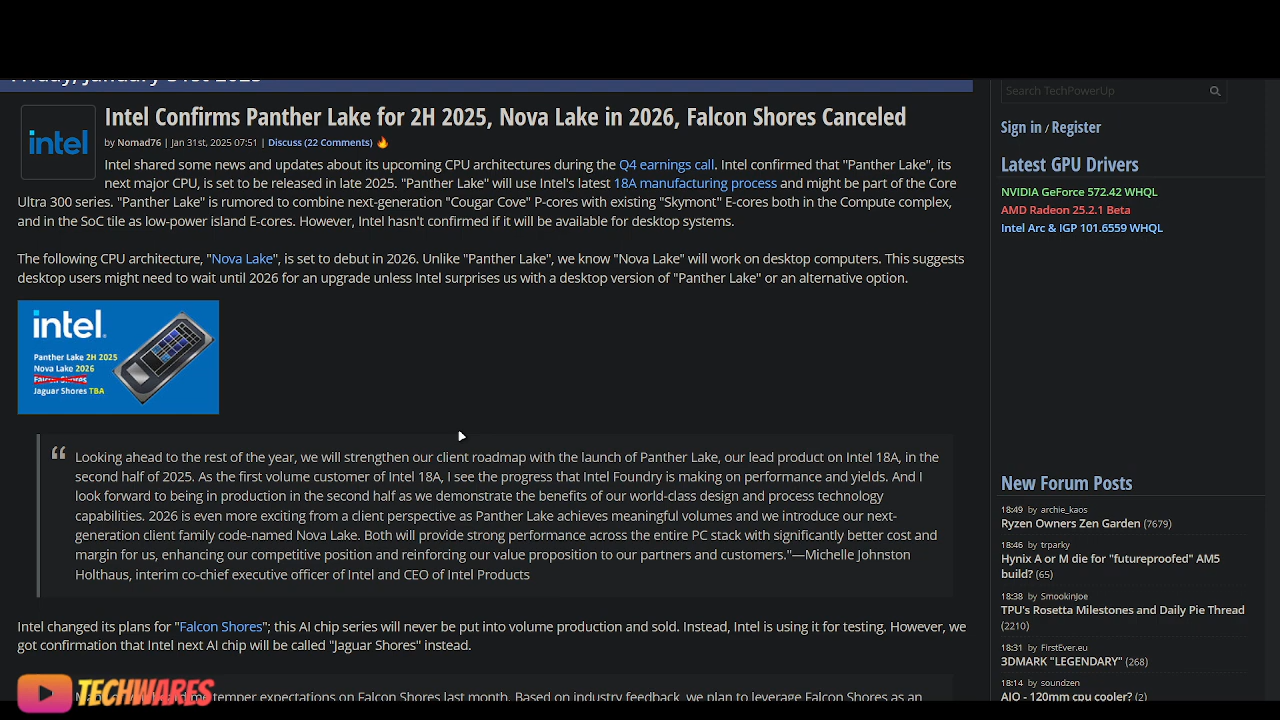 Friday, January 31st 2025
Intel Confirms Panther Lake for 2H 2025, Nova Lake in 2026, Falcon Shores Canceled
by Nomad76 | Jan 31st, 2025 07:51 | Discuss (22 Comments)
intel
Intel shared some news and updates about its upcoming CPU architectures during the Q4 earnings call. Intel confirmed that "Panther Lake", its
next major CPU, is set to be released in late 2025. "Panther Lake" will use Intel's latest 18A manufacturing process and might be part of the Core
Ultra 300 series. "Panther Lake" is rumored to combine next-generation "Cougar Cove" P-cores with existing "Skymont" E-cores both in the Compute complex,
and in the SoC tile as low-power island E-cores. However, Intel hasn't confirmed if it will be available for desktop systems.
The following CPU architecture, "Nova Lake", is set to debut in 2026. Unlike "Panther Lake", we know "Nova Lake" will work on desktop computers. This suggests
desktop users might need to wait until 2026 for an upgrade unless Intel surprises us with a desktop version of "Panther Lake" or an alternative option.
intel.
Panther Lake 2H 2025
Nova Lake 2026
Falcon Shores
Jaguar Shores TBA
“ Looking ahead to the rest of the year, we will strengthen our client roadmap with the launch of Panther Lake, our lead product on Intel 18A, in the
second half of 2025. As the first volume customer of Intel 18A, I see the progress that Intel Foundry is making on performance and yields. And I
look forward to being in production in the second half as we demonstrate the benefits of our world-class design and process technology
capabilities. 2026 is even more exciting from a client perspective as Panther Lake achieves meaningful volumes and we introduce our next-
generation client family code-named Nova Lake. Both will provide strong performance across the entire PC stack with significantly better cost and
margin for us, enhancing our competitive position and reinforcing our value proposition to our partners and customers."—Michelle Johnston
Holthaus, interim co-chief executive officer of Intel and CEO of Intel Products
Intel changed its plans for "Falcon Shores"; this AI chip series will never be put into volume production and sold. Instead, Intel is using it for testing. However, we
got confirmation that Intel next AI chip will be called "Jaguar Shores" instead.
temper expectations on Falcon Shores last month. Based on industry feedback, we plan to leverage Falcon Shores as an
TECHWARES
Search TechPowerUp
Sign in / Register
Latest GPU Drivers
NVIDIA GeForce 572.42 WHQL
AMD Radeon 25.2.1 Beta
Intel Arc & IGP 101.6559 WHQL
New Forum Posts
18:49 by archie_kaos
Ryzen Owners Zen Garden (7679)
18:46 by trparky
Hynix A or M die for "futureproofed" AM5
build? (65)
18:38 by SmookinJoe
TPU's Rosetta Milestones and Daily Pie Thread
(2210)
18:31 by FirstEver.eu
3DMARK "LEGENDARY" (268)
18:14 by soundzen
AIO - 120mm cpu cooler? (2)